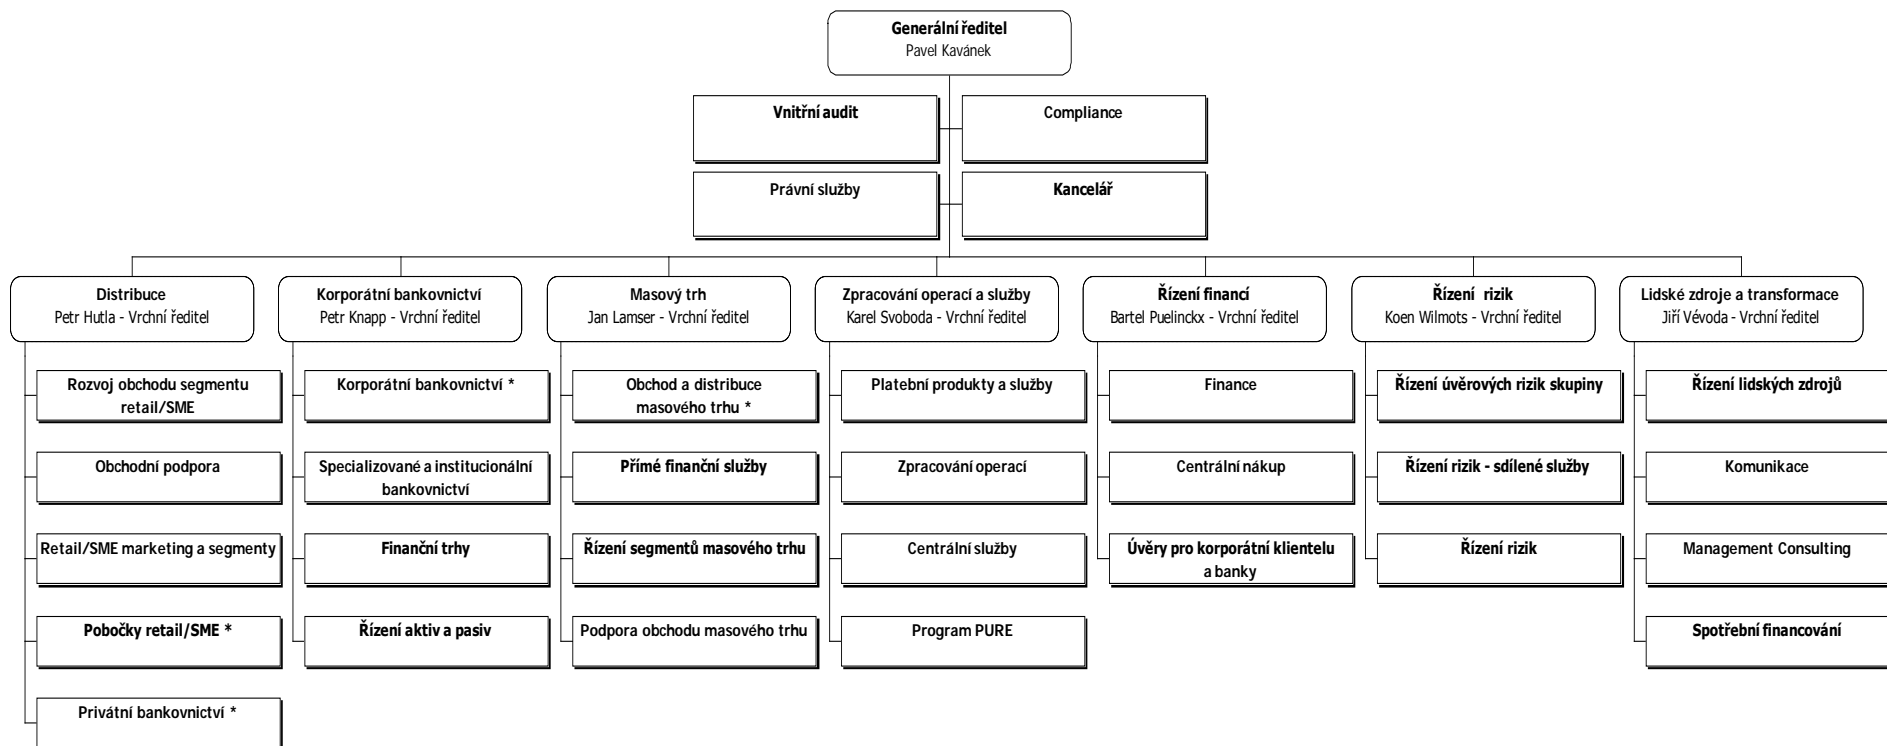 Generální ředitel
Pavel Kavánek
Vnitřní audit
Compliance
Právní služby
Kancelář
Distribuce
Petr Hutla - Vrchní ředitel
Korporátní bankovnictví
Petr Knapp - Vrchní ředitel
Masový trh
Jan Lamser - Vrchní ředitel
Zpracování operací a služby
Karel Svoboda - Vrchní ředitel
Řízení financí
Bartel Puelinckx - Vrchní ředitel
Řízení rizik
Koen Wilmots - Vrchní ředitel
Lidské zdroje a transformace
Jiří Vévoda - Vrchní ředitel
Rozvoj obchodu segmentu
retail/SME
Korporátní bankovnictví *
Obchod a distribuce
masového trhu *
Platební produkty a služby
Finance
Řízení úvěrových rizik skupiny
Řízení lidských zdrojů
Obchodní podpora
Specializované a institucionální
bankovnictví
Přímé finanční služby
Zpracování operací
Centrální nákup
Řízení rizik - sdílené služby
Komunikace
Retail/SME marketing a segmenty
Finanční trhy
Řízení segmentů masového trhu
Centrální služby
Úvěry pro korporátní klientelu
a banky
Řízení rizik
Management Consulting
Pobočky retail/SME *
Řízení aktiv a pasiv
Podpora obchodu masového trhu
Program PURE
Spotřební financování
Privátní bankovnictví *